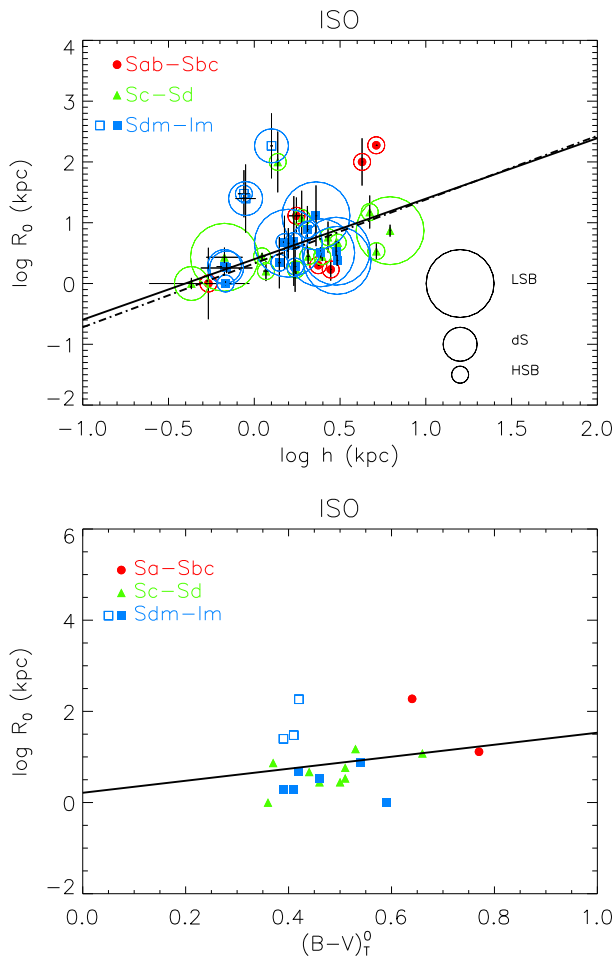 ISO
Sab-Sbc
Sc-Sd
Sdm-Im
4
3
2
1
0
-1
-2
log R0 (kpc)
LSB
dS
HSB
-1.0 -0.5 0.0 0.5 1.0 1.5 2.0
log h (kpc)
ISO
Sa-Sbc
Sc-Sd
Sdm-Im
6
4
2
0
-2
log R0 (kpc)
0.0 0.2 0.4 0.6 0.8 1.0
(B-V)T0